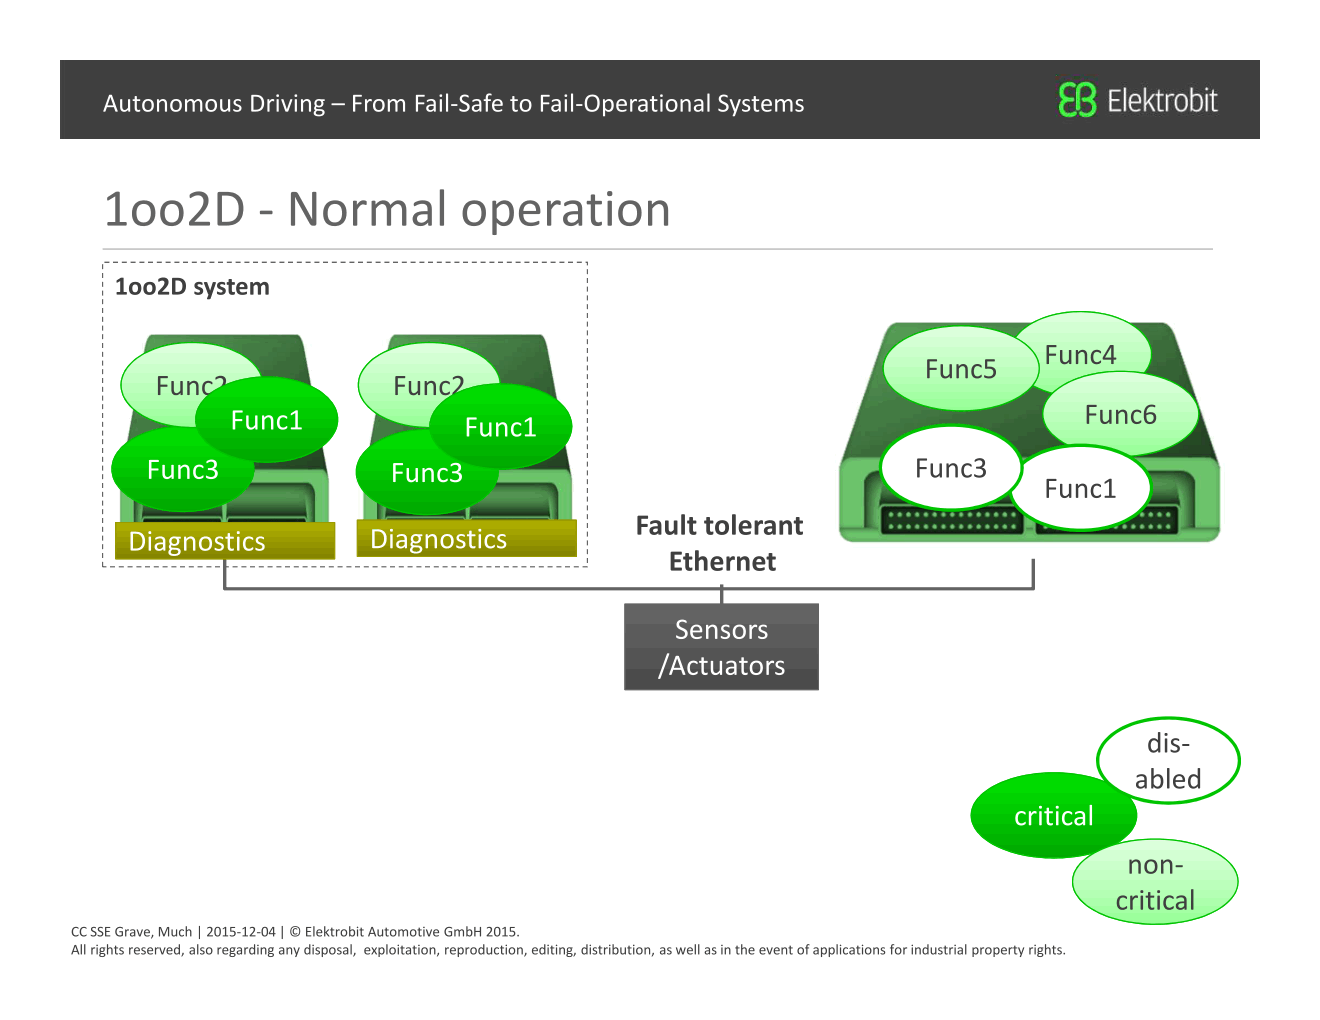 Autonomous Driving – From Fail-Safe to Fail-Operational Systems
Elektrobit
1oo2D - Normal operation
1oo2D system
Func2
Func1
Func3
Diagnostics
Func2
Func1
Func3
Diagnostics
Fault tolerant
Ethernet
Sensors
/Actuators
Func5
Func4
Func6
Func3
Func1
dis-
abled
critical
non-
critical
CC SSE Grave, Much | 2015-12-04 | © Elektrobit Automotive GmbH 2015.
All rights reserved, also regarding any disposal, exploitation, reproduction, editing, distribution, as well as in the event of applications for industrial property rights.